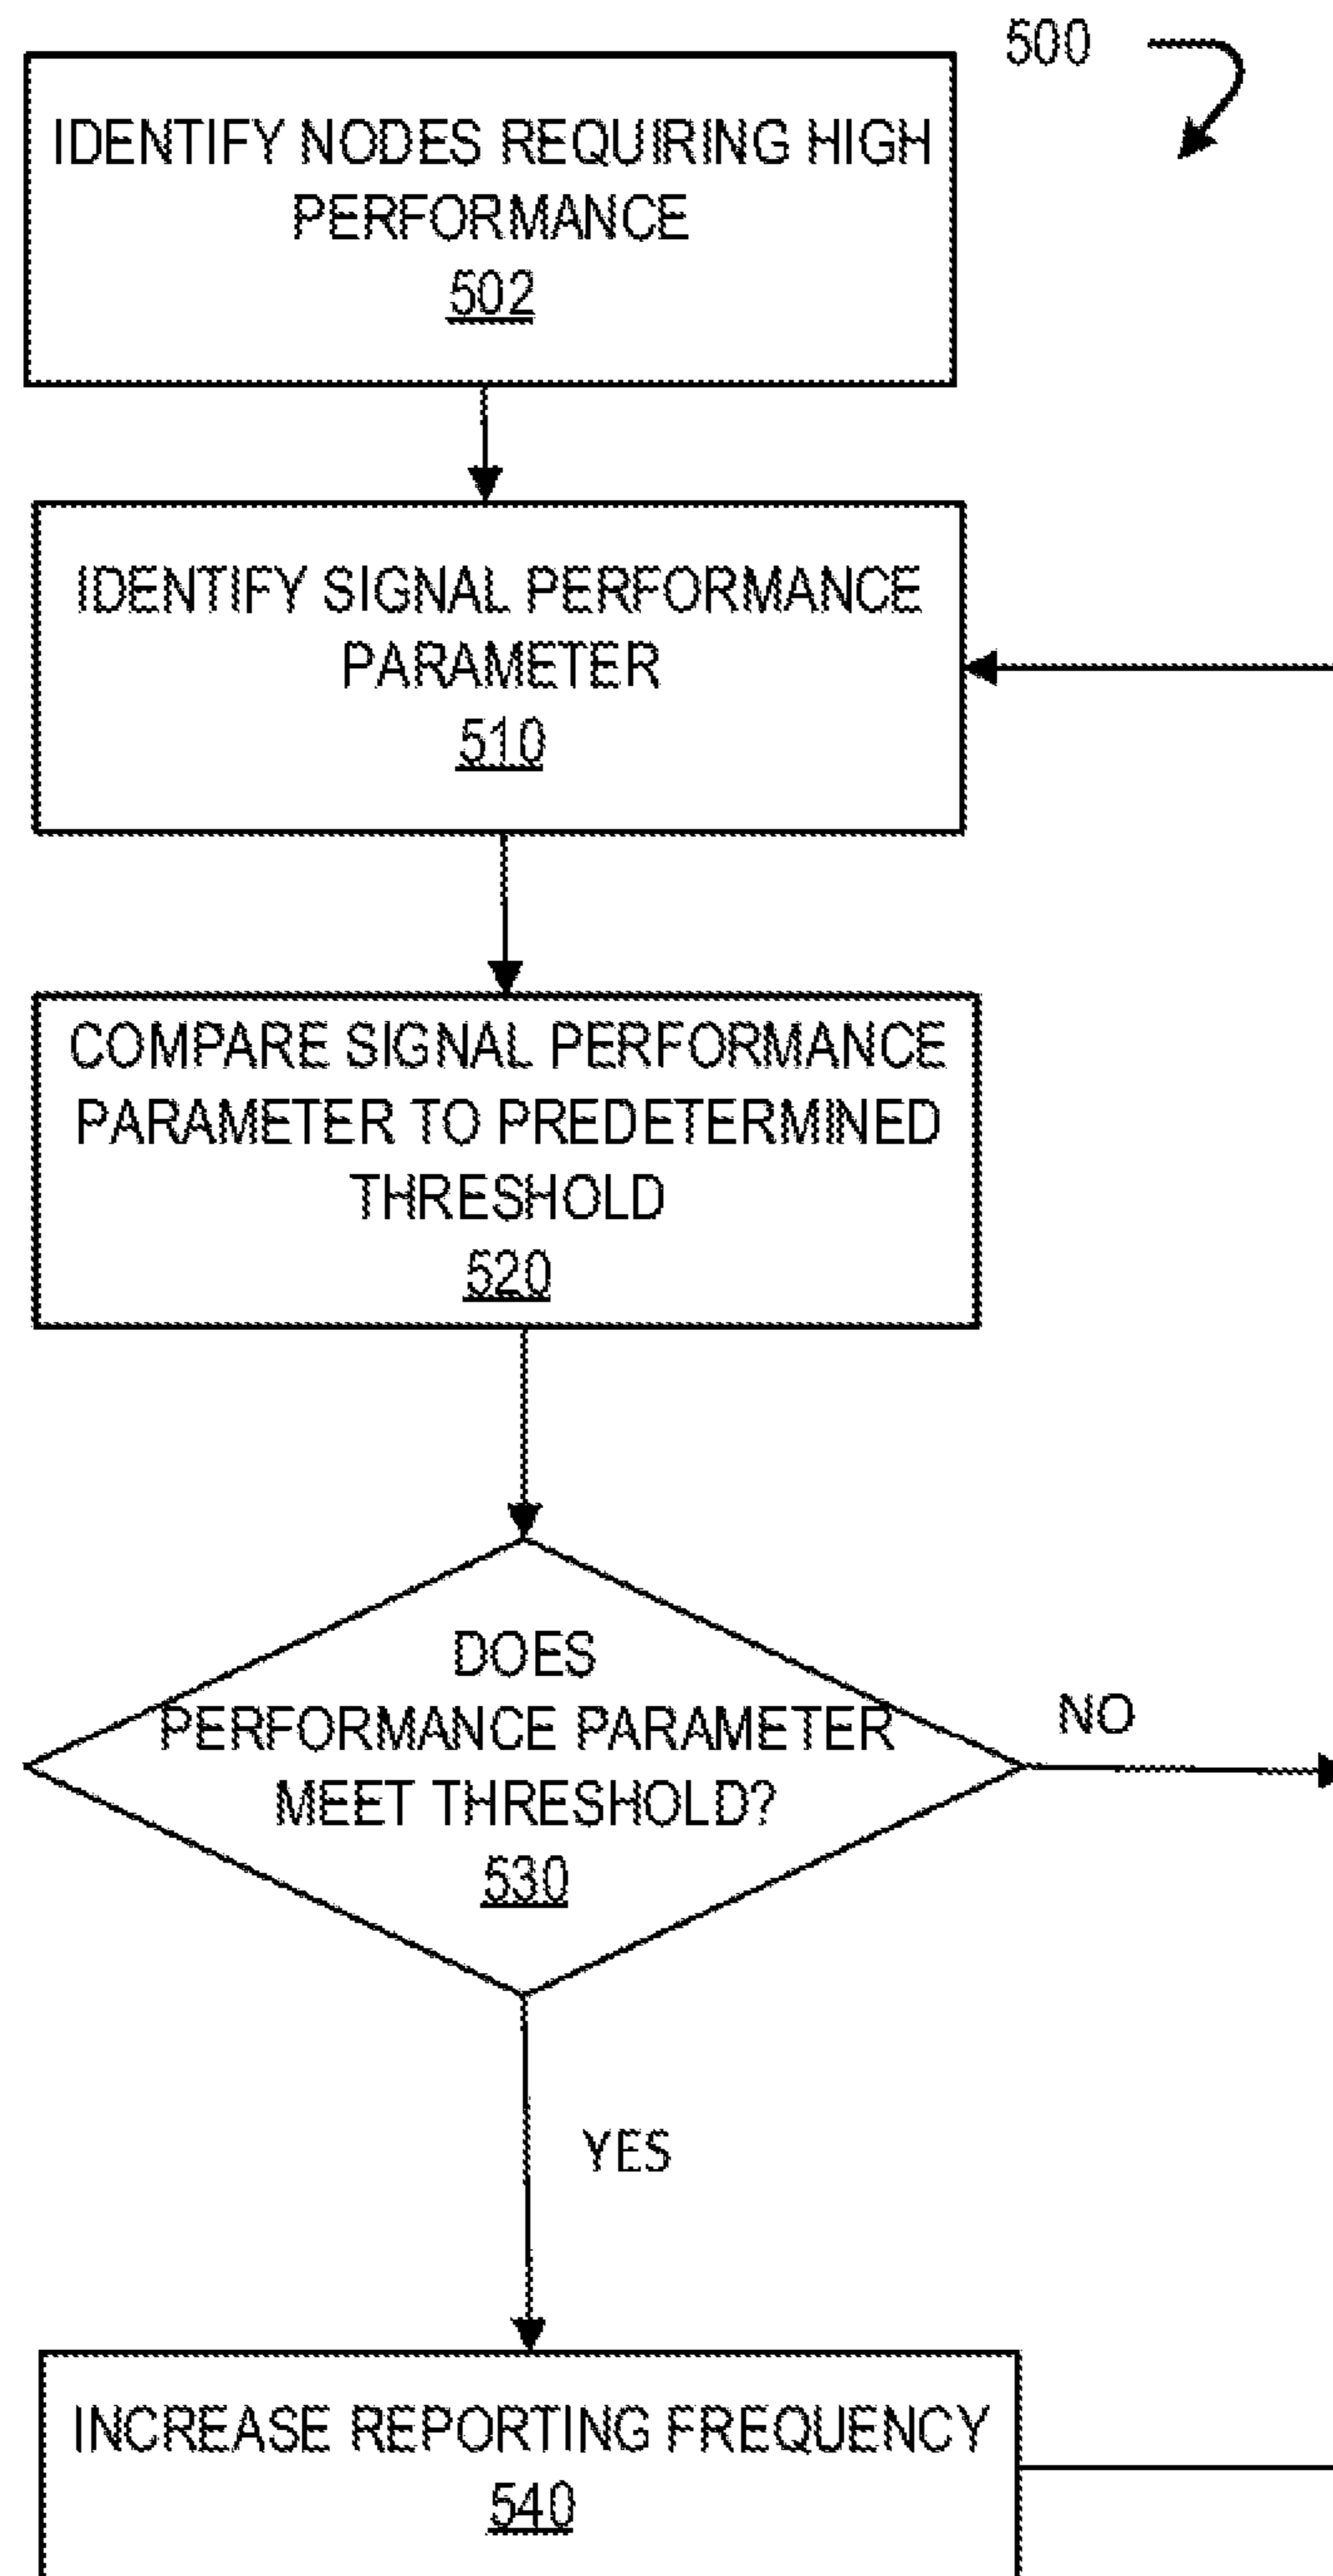 500
IDENTIFY NODES REQUIRING HIGH
PERFORMANCE
502
IDENTIFY SIGNAL PERFORMANCE
PARAMETER
510
COMPARE SIGNAL PERFORMANCE
PARAMETER TO PREDETERMINED
THRESHOLD
520
DOES
PERFORMANCE PARAMETER
MEET THRESHOLD?
530
NO
YES
INCREASE REPORTING FREQUENCY
540